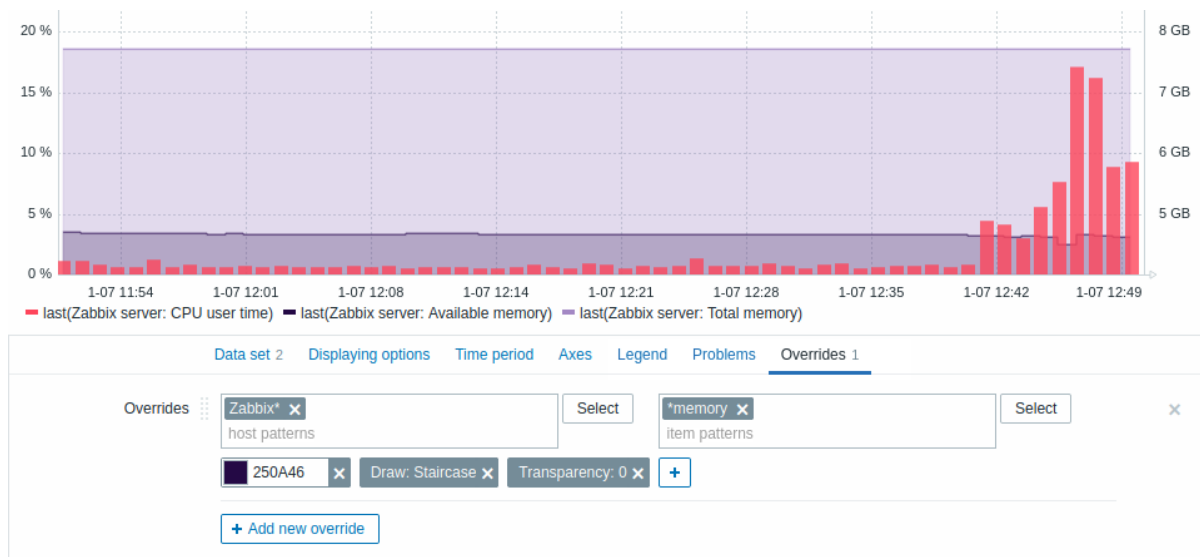 20 % 8 GB
15 % 7 GB
10 % 6 GB
5 % 5 GB
0 %
1-07 11:54 1-07 12:01 1-07 12:08 1-07 12:14 1-07 12:21 1-07 12:28 1-07 12:35 1-07 12:42 1-07 12:49
last(Zabbix server: CPU user time) last(Zabbix server: Available memory) last(Zabbix server: Total memory)
Data set 2 Displaying options Time period Axes Legend Problems Overrides 1
Overrides Zabbix* × Select *memory × Select ×
host patterns item patterns
250A46 × Draw: Staircase × Transparency: 0 × +
+ Add new override